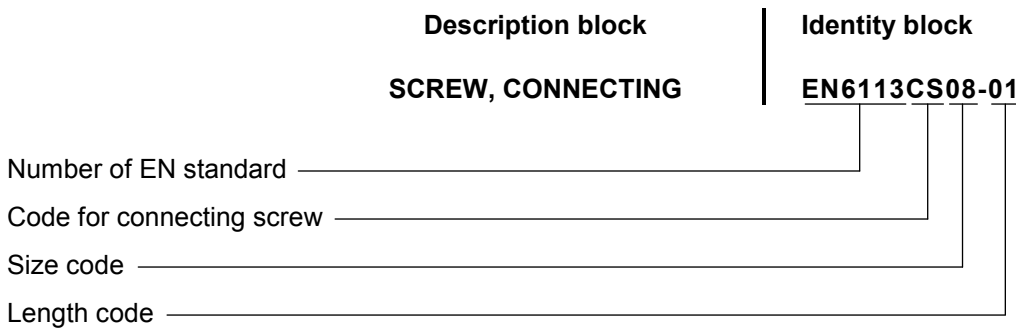 Description block Identity block
SCREW, CONNECTING EN6113CS08-01
Number of EN standard
Code for connecting screw
Size code
Length code